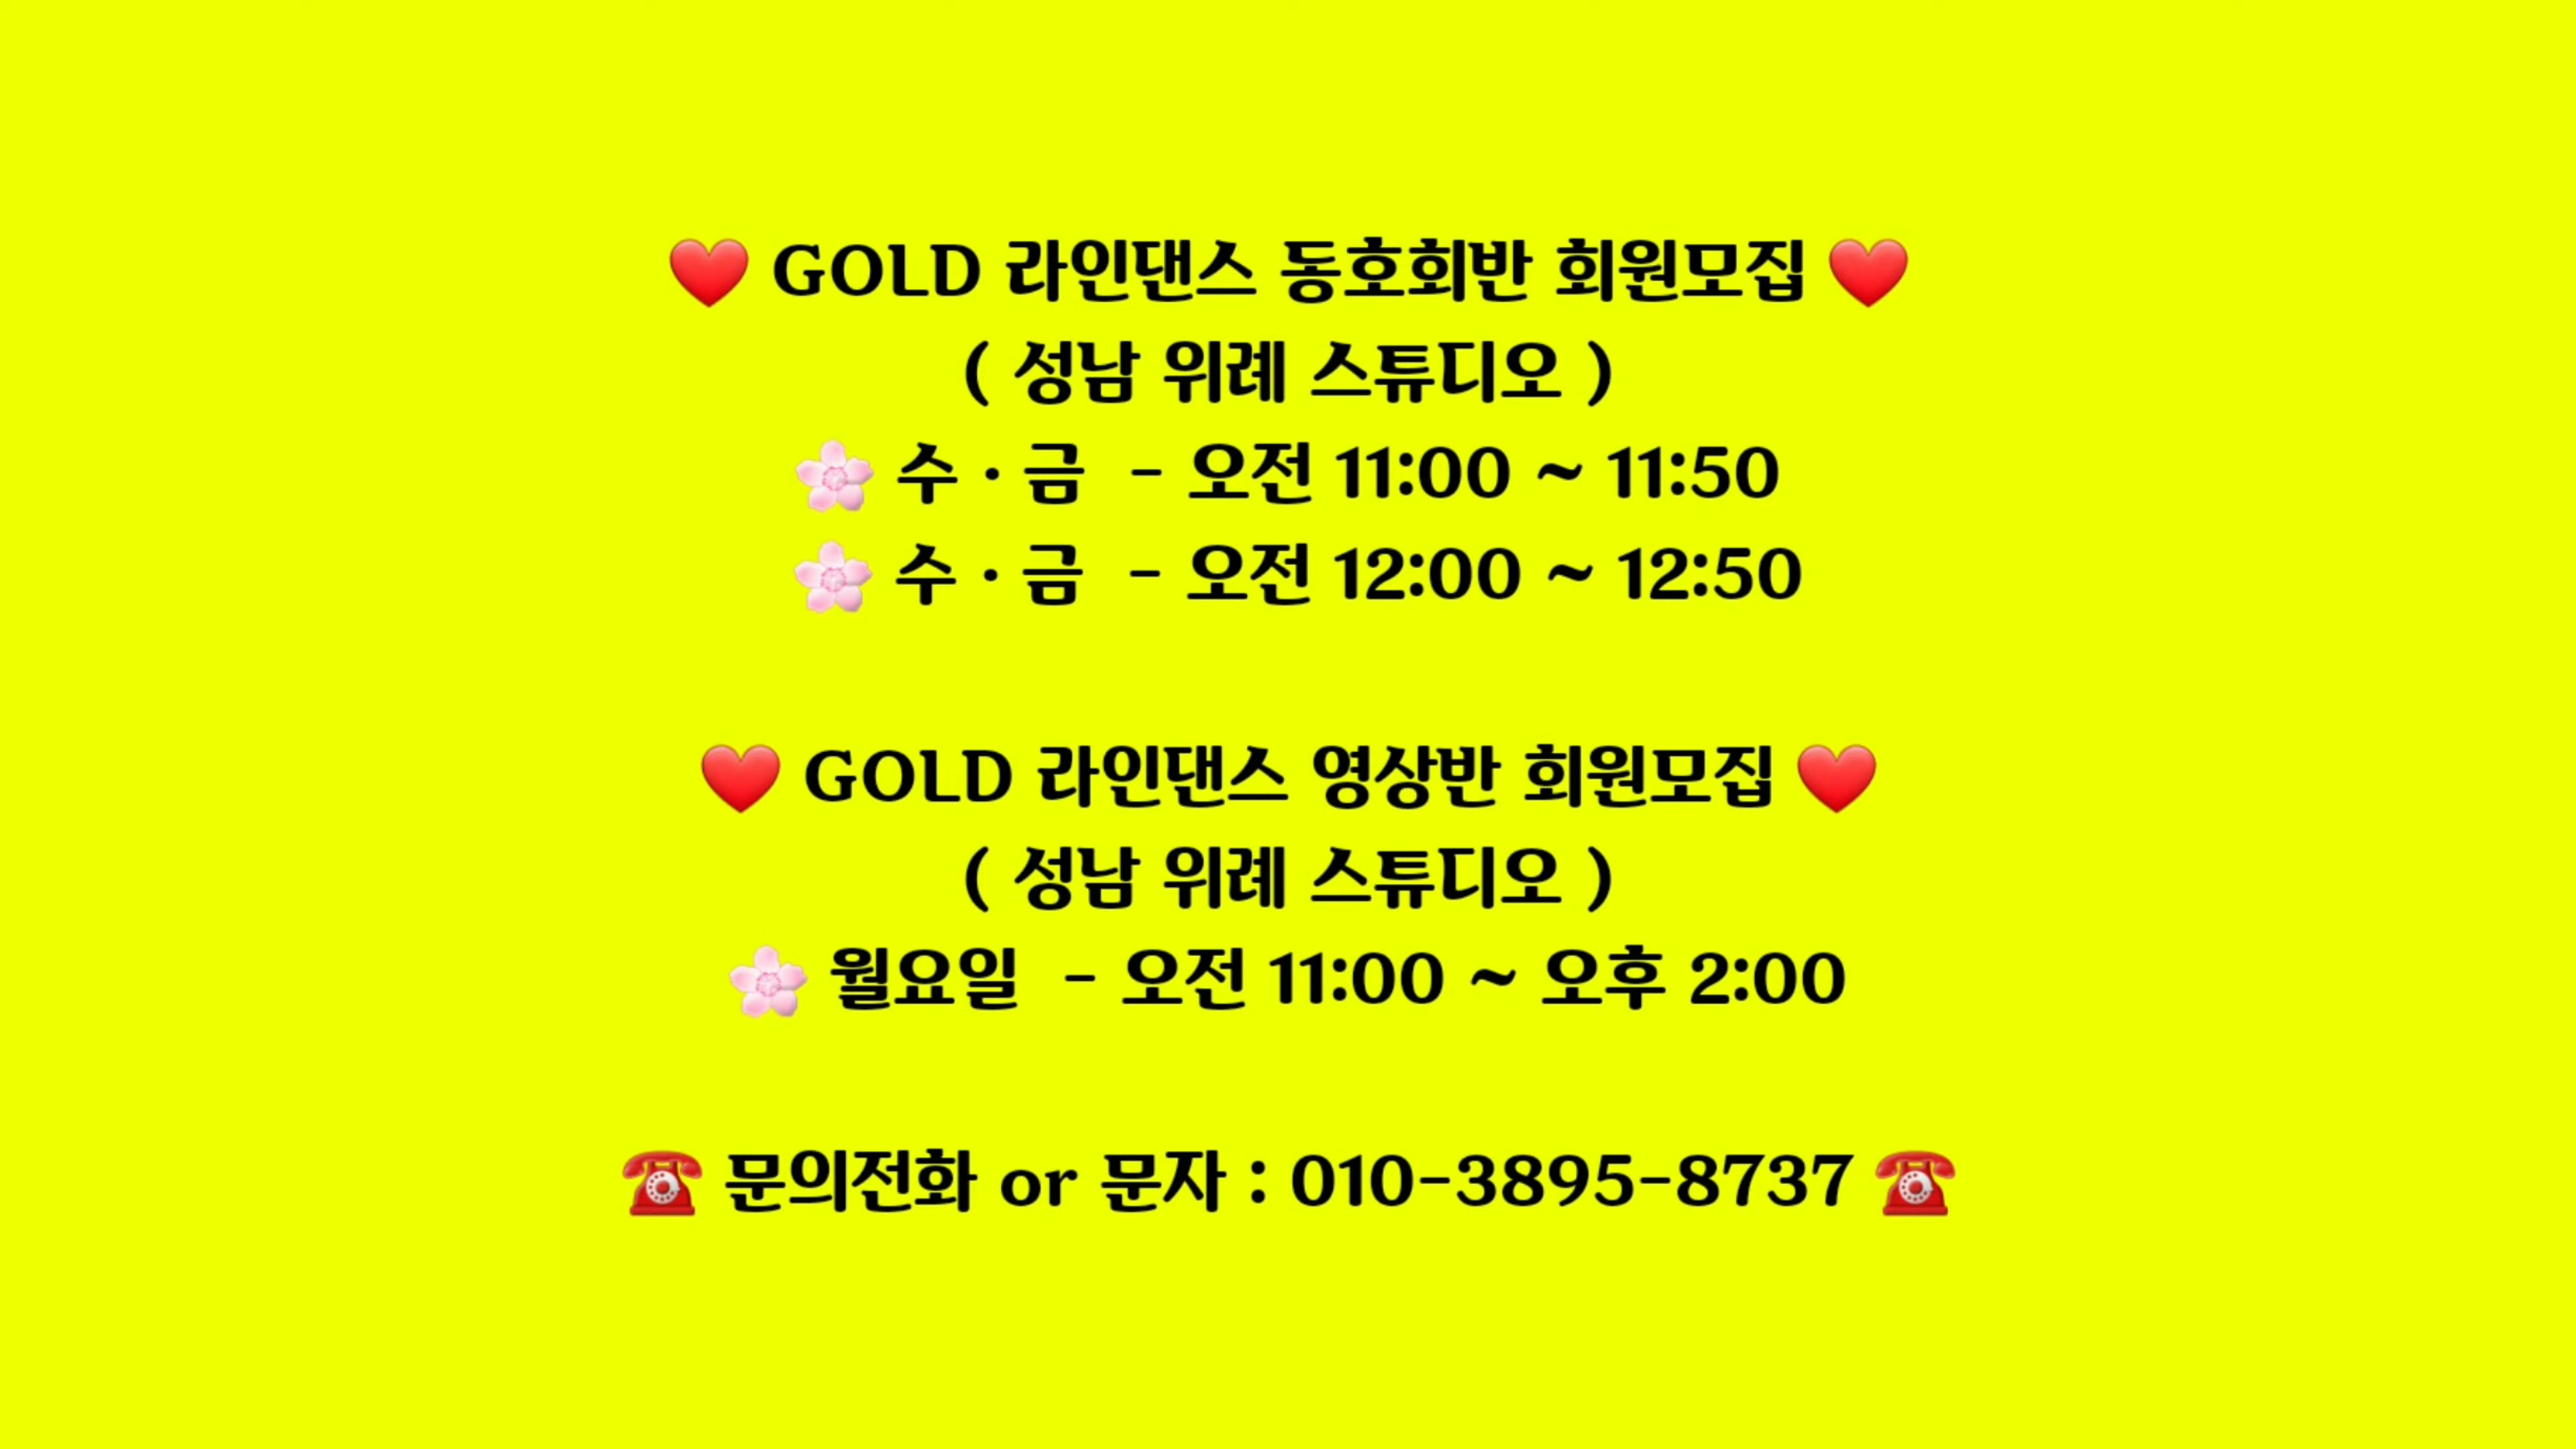 ❤️ GOLD 라인댄스 동호회반 회원모집 ❤️
( 성남 위례 스튜디오 )
🌸 수 · 금 - 오전 11:00 ~ 11:50
🌸 수 · 금 - 오전 12:00 ~ 12:50
❤️ GOLD 라인댄스 영상반 회원모집 ❤️
( 성남 위례 스튜디오 )
🌸 월요일 - 오전 11:00 ~ 오후 2:00
☎️ 문의전화 or 문자 : 010-3895-8737 ☎️